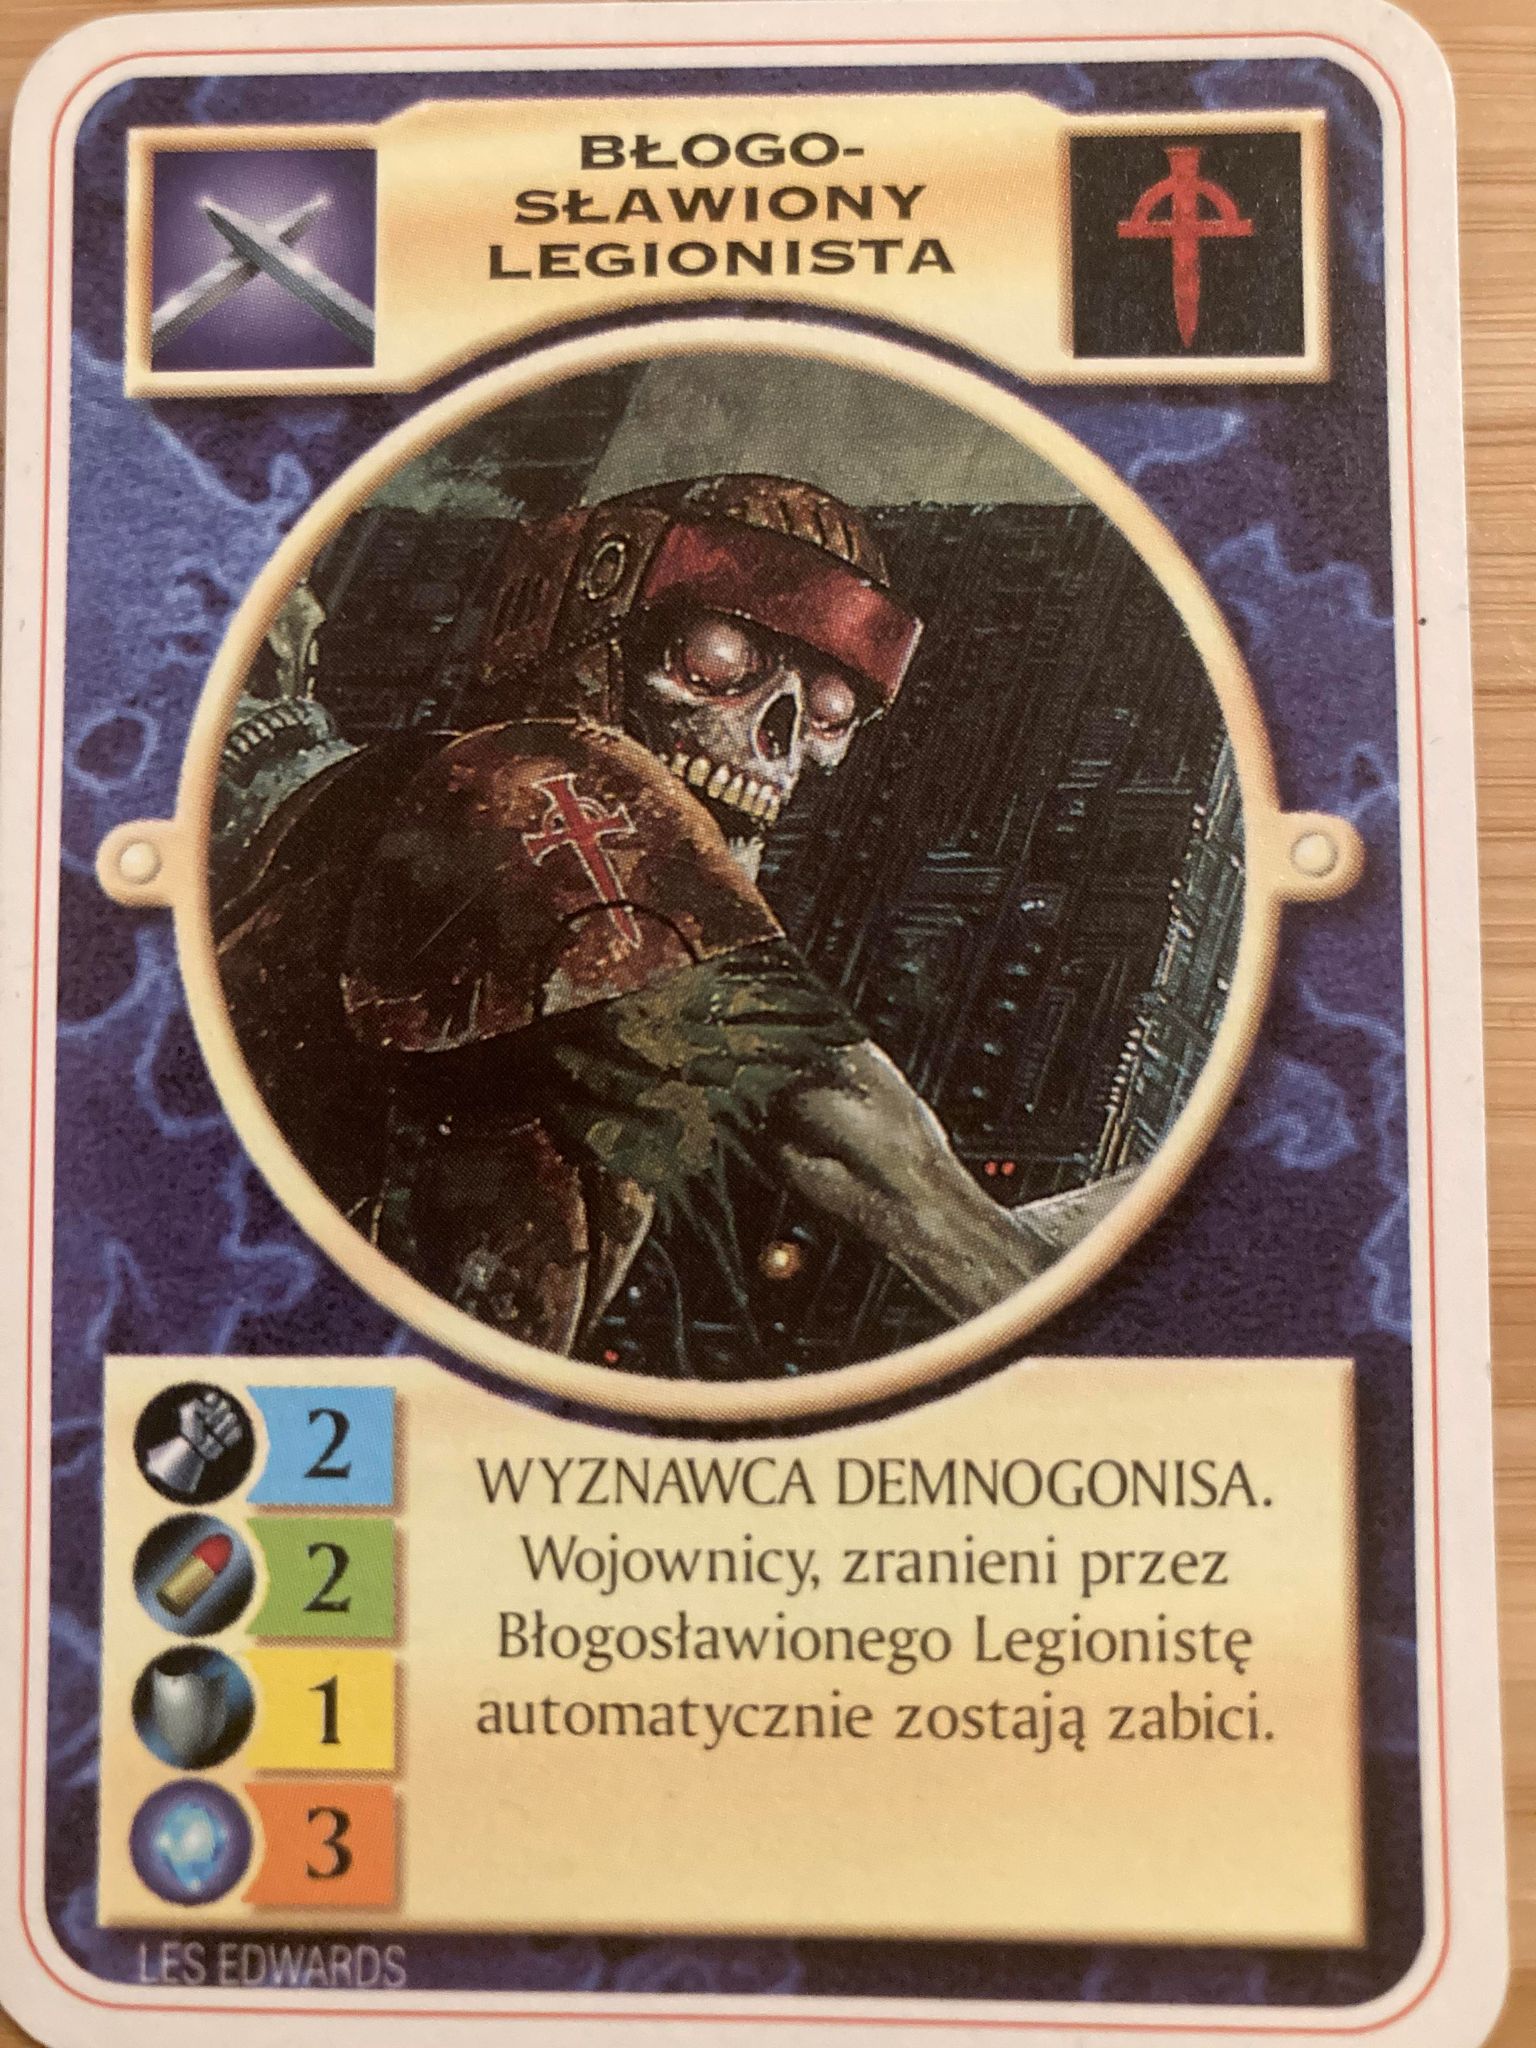 BŁOGO-
SŁAWIONY
LEGIONISTA
2
2
1
3
WYZNAWCA DEMNOGONISA.
Wojownicy, zranieni przez
Błogosławionego Legionistę
automatycznie zostają zabici.
LES EDWARDS